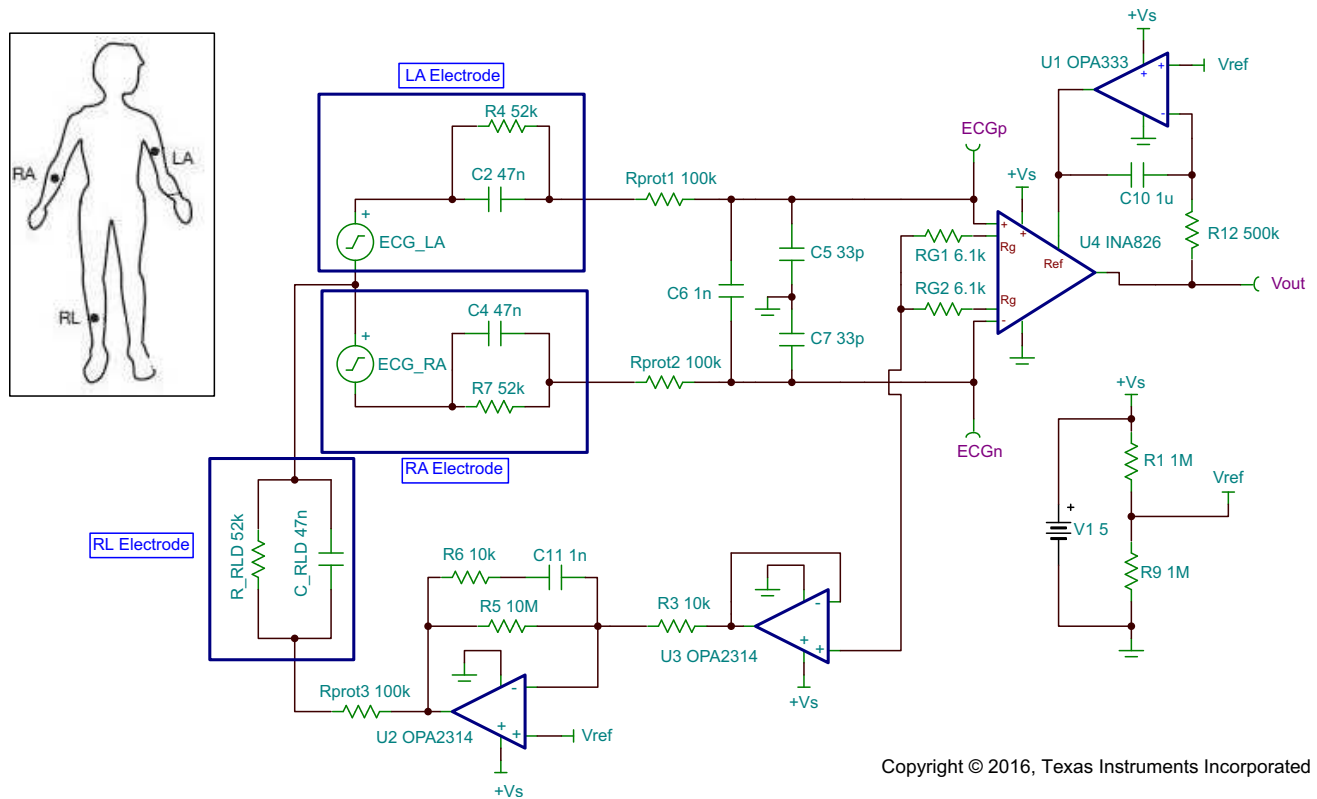 LA Electrode
R4 52k
C2 47n
+
ECG_LA
RA
LA
RL
Rprot1 100k
ECGp
+Vs
U1 OPA333
+
+
-
Vref
C10 1u
R12 500k
+Vs
+
+
Rg
U4 INA826
Ref
Rg
-
RG1 6.1k
RG2 6.1k
C5 33p
C6 1n
C7 33p
Vout
C4 47n
+
ECG_RA
R7 52k
Rprot2 100k
ECGn
RA Electrode
+Vs
R1 1M
Vref
+
V1 5
R9 1M
RL Electrode
R_RLD 52k
C_RLD 47n
R6 10k
C11 1n
R5 10M
R3 10k
-
+
+
U3 OPA2314
+Vs
Rprot3 100k
-
+
+
U2 OPA2314
Vref
+Vs
Copyright © 2016, Texas Instruments Incorporated